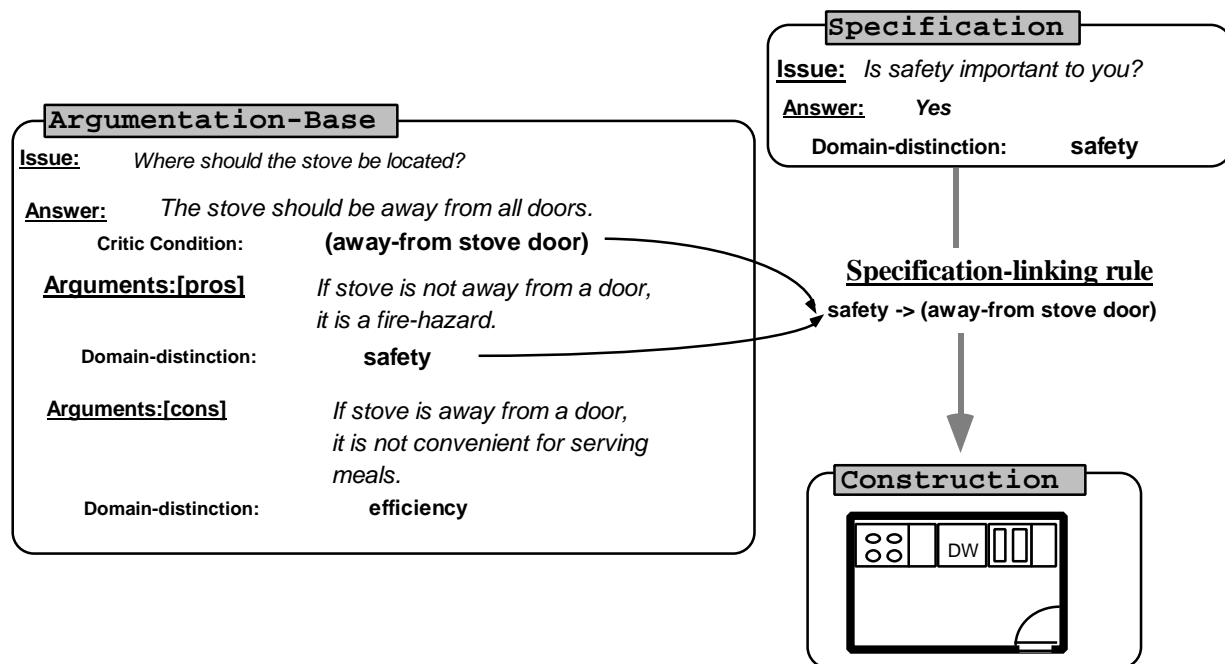 Argumentation-Base
Issue: Where should the stove be located?
Answer: The stove should be away from all doors.
Critic Condition: (away-from stove door)
Arguments:[pros] If stove is not away from a door,
it is a fire-hazard.
Domain-distinction: safety
Arguments:[cons] If stove is away from a door,
it is not convenient for serving
meals.
Domain-distinction: efficiency
Specification
Issue: Is safety important to you?
Answer: Yes
Domain-distinction: safety
Specification-linking rule
safety -> (away-from stove door)
Construction
DW